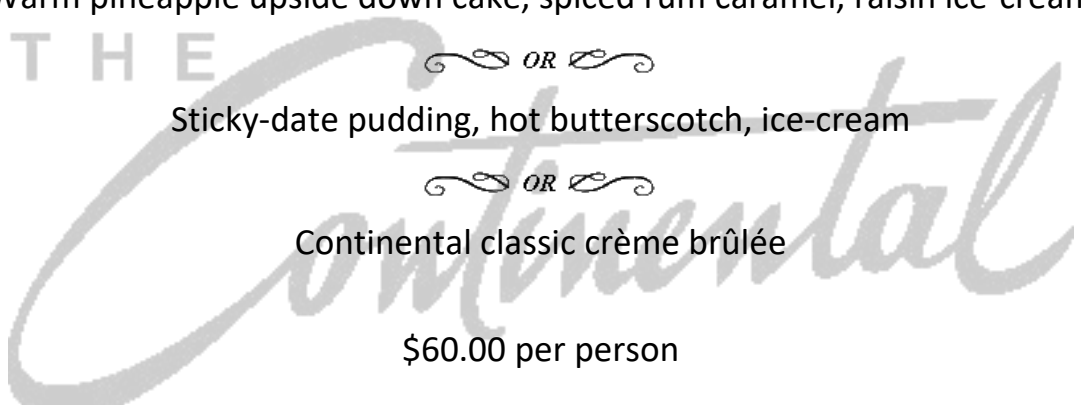 warm pineapple upside down cake, spiced rum caramel, raisin ice-cream
THE
OR
Sticky-date pudding, hot butterscotch, ice-cream
OR
Continental
Continental classic crème brûlée
$60.00 per person